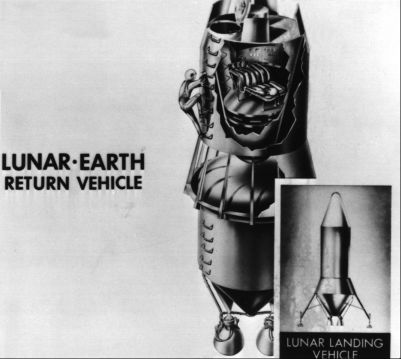 LUNAR·EARTH
RETURN VEHICLE
LUNAR LANDING
VEHICLE